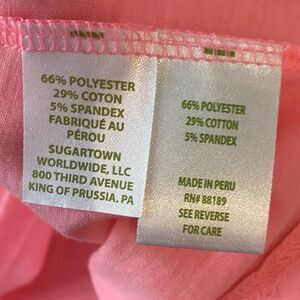 66% POLYESTER
29% COTON
5% SPANDEX
FABRIQUÉ AU
PÉROU
SUGARTOWN
WORLDWIDE, LLC
800 THIRD AVENUE
KING OF PRUSSIA, PA
66% POLYESTER
29% COTTON
5% SPANDEX
MADE IN PERU
RN# 88189
SEE REVERSE
FOR CARE